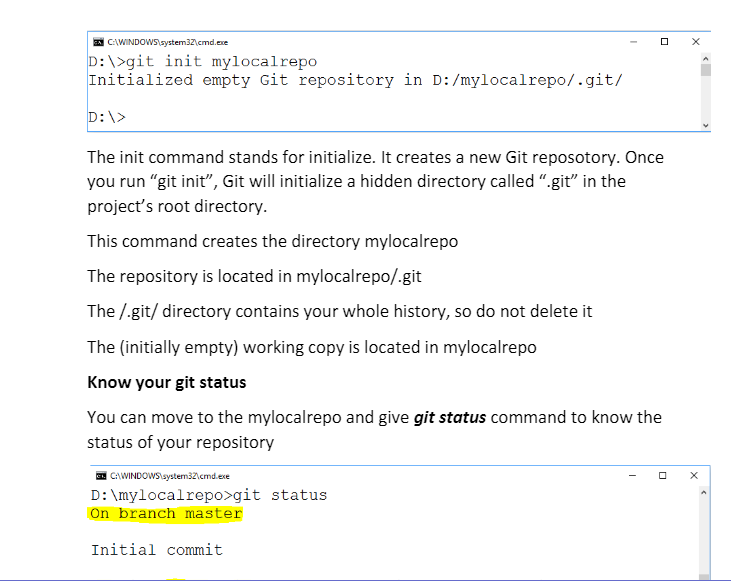 C:\WINDOWS\system32\cmd.exe
D:\>git init mylocalrepo
Initialized empty Git repository in D:/mylocalrepo/.git/
D:\>
The init command stands for initialize. It creates a new Git reposotory. Once
you run “git init”, Git will initialize a hidden directory called “.git” in the
project’s root directory.
This command creates the directory mylocalrepo
The repository is located in mylocalrepo/.git
The /.git/ directory contains your whole history, so do not delete it
The (initially empty) working copy is located in mylocalrepo
Know your git status
You can move to the mylocalrepo and give git status command to know the
status of your repository
C:\WINDOWS\system32\cmd.exe
D:\mylocalrepo>git status
On branch master
Initial commit